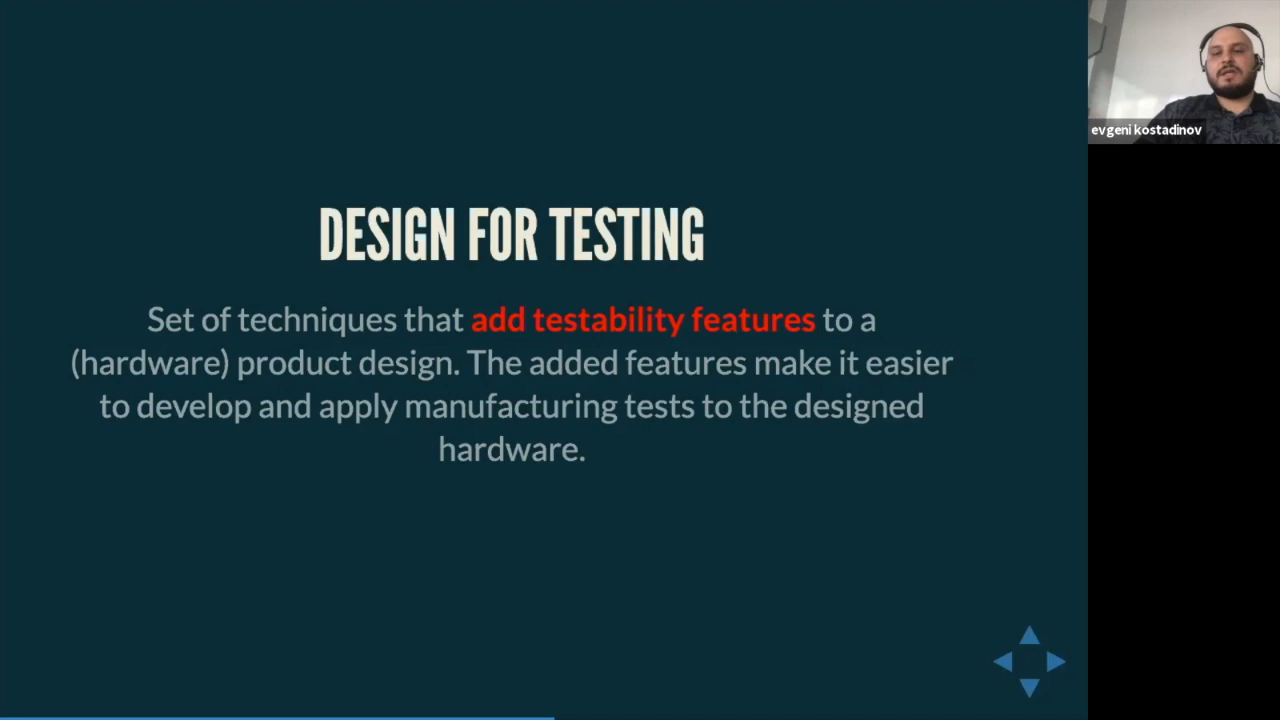 DESIGN FOR TESTING
Set of techniques that add testability features to a
(hardware) product design. The added features make it easier
to develop and apply manufacturing tests to the designed
hardware.
evgeni kostadinov